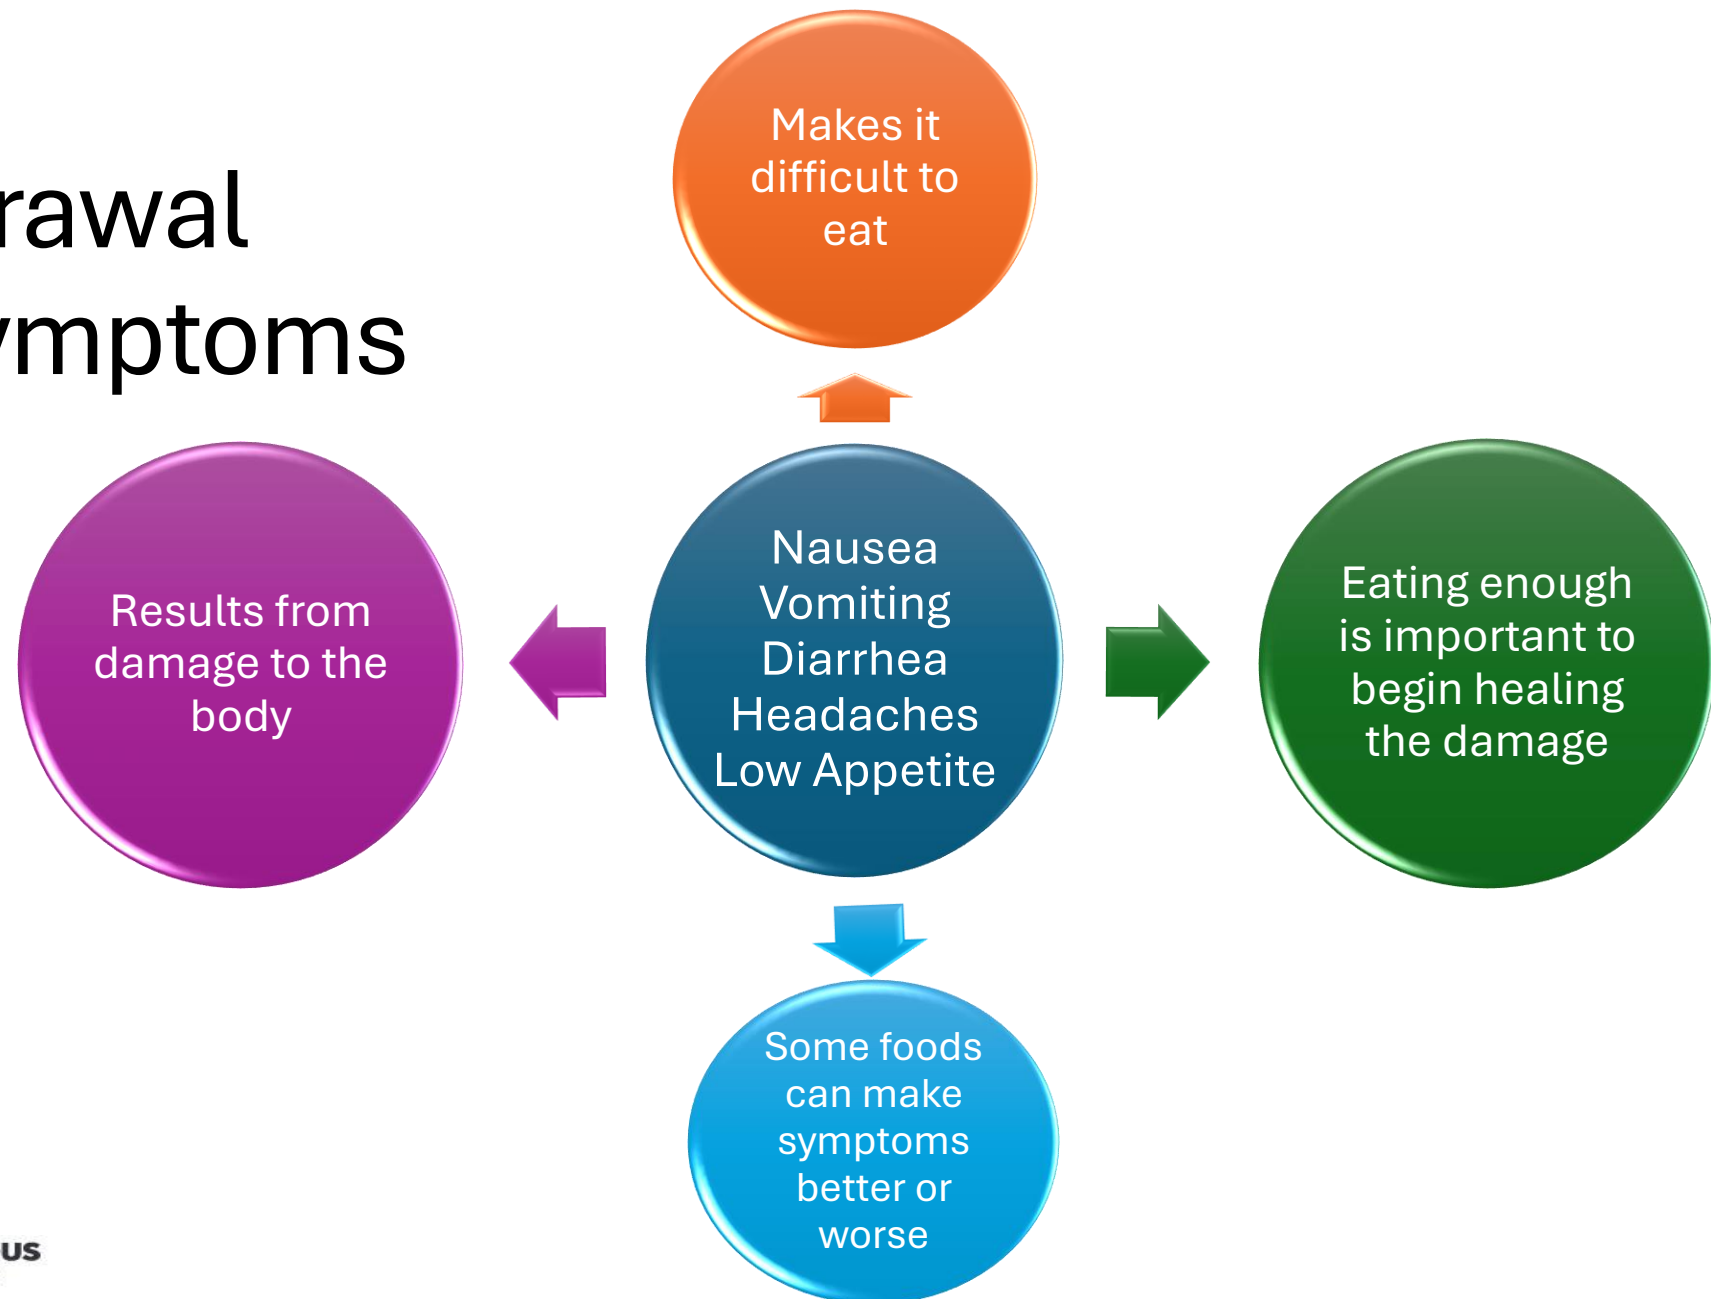 rawal
ymptoms
Makes it
difficult to
eat
Results from
damage to the
body
Nausea
Vomiting
Diarrhea
Headaches
Low Appetite
Eating enough
is important to
begin healing
the damage
Some foods
can make
symptoms
better or
worse
us